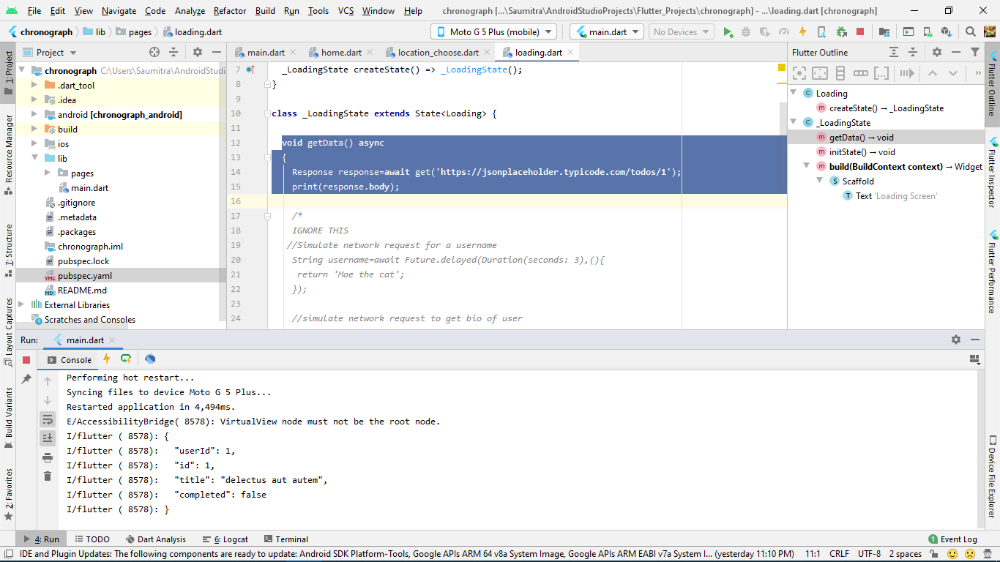 File Edit View Navigate Code Analyze Refactor Build Run Tools VCS Window Help chronograph [...\Saumitra\AndroidStudioProjects\Flutter_Projects\chronograph] - ...\loading.dart [chronograph]
chronograph lib pages loading.dart Moto G 5 Plus (mobile) main.dart No Devices
Project
main.dart home.dart location_choose.dart loading.dart
Flutter Outline
1: Project
Resource Manager
7: Structure
Layout Captures
Build Variants
2: Favorites
chronograph C:\Users\Saumitra\AndroidStudi
.dart_tool
.idea
android [chronograph_android]
build
ios
lib
pages
main.dart
.gitignore
.metadata
.packages
chronograph.iml
pubspec.lock
pubspec.yaml
README.md
External Libraries
Scratches and Consoles
7 _LoadingState createState() => _LoadingState();
8 }
9
10 class _LoadingState extends State<Loading> {
11
12 void getData() async
13 {
14 Response response=await get('https://jsonplaceholder.typicode.com/todos/1');
15 print(response.body);
16
17 /*
18 IGNORE THIS
19 //Simulate network request for a username
20 String username=await Future.delayed(Duration(seconds: 3),(){
21 return 'Moe the cat';
22 });
23
24 //simulate network request to get bio of user
Loading
createState() → _LoadingState
_LoadingState
getData() → void
initState() → void
build(BuildContext context) → Widget
Scaffold
Text 'Loading Screen'
Flutter Outline
Flutter Inspector
Flutter Performance
Device File Explorer
Run: main.dart
Console
Performing hot restart...
Syncing files to device Moto G 5 Plus...
Restarted application in 4,494ms.
E/AccessibilityBridge( 8578): VirtualView node must not be the root node.
I/flutter ( 8578): {
I/flutter ( 8578):   "userId": 1,
I/flutter ( 8578):   "id": 1,
I/flutter ( 8578):   "title": "delectus aut autem",
I/flutter ( 8578):   "completed": false
I/flutter ( 8578): }
4: Run TODO Dart Analysis 6: Logcat Terminal 1 Event Log
IDE and Plugin Updates: The following components are ready to update: Android SDK Platform-Tools, Google APIs ARM 64 v8a System Image, Google APIs ARM EABI v7a System I... (yesterday 11:10 PM) 11:1 CRLF UTF-8 2 spaces